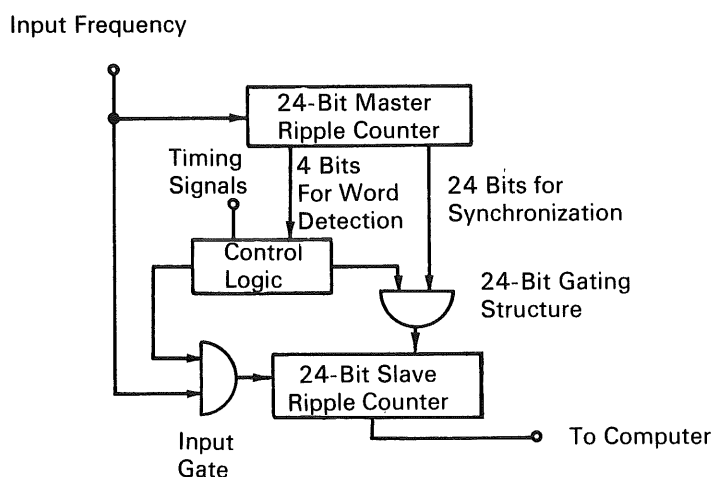 Input Frequency
24-Bit Master
Ripple Counter
Timing
Signals
4 Bits
For Word
Detection
24 Bits for
Synchronization
Control
Logic
24-Bit Gating
Structure
24-Bit Slave
Ripple Counter
Input
Gate
To Computer